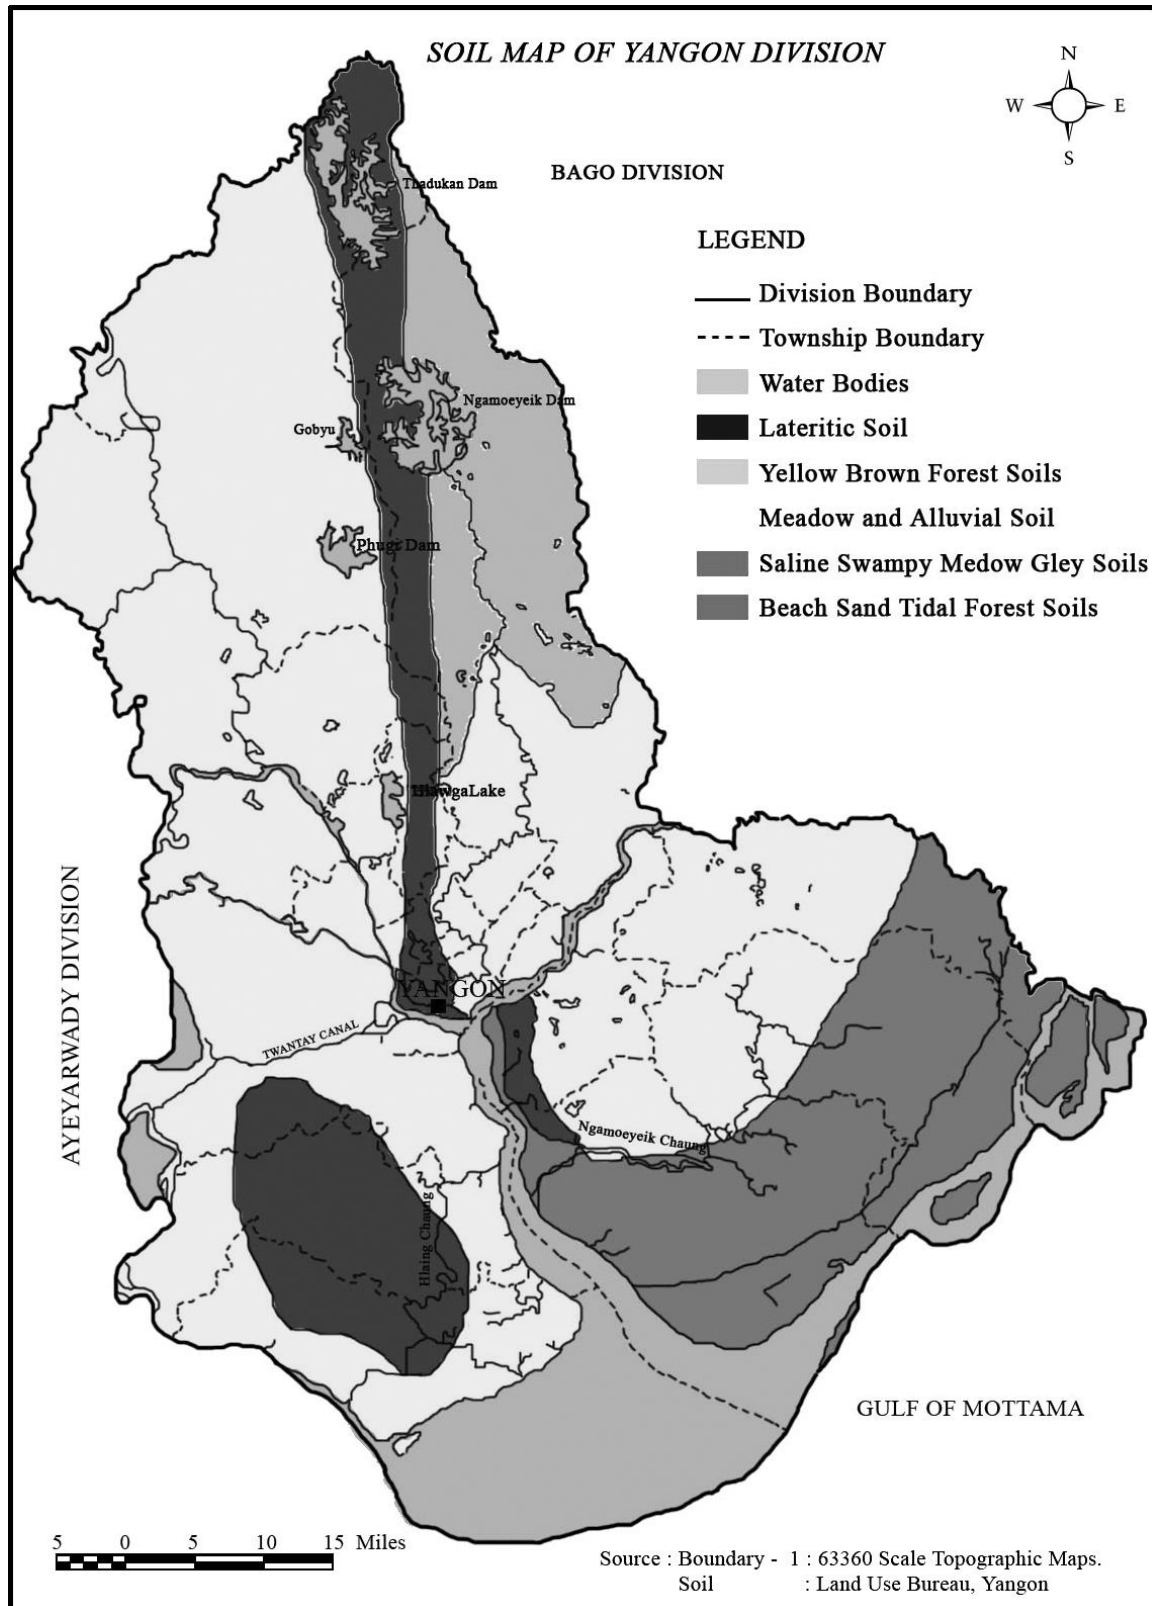 SOIL MAP OF YANGON DIVISION
N
W
E
S
BAGO DIVISION
Thadukan Dam
LEGEND
Division Boundary
Township Boundary
Water Bodies
Lateritic Soil
Yellow Brown Forest Soils
Meadow and Alluvial Soil
Saline Swampy Medow Gley Soils
Beach Sand Tidal Forest Soils
Ngamoeyeik Dam
Gobyu
Phugi Dam
HlawgaLake
AYEYARWADY DIVISION
YANGON
TWANTAY CANAL
Ngamoeyeik Chaung
Hlaing Chaung
GULF OF MOTTAMA
5 0 5 10 15 Miles
Source : Boundary - 1 : 63360 Scale Topographic Maps.
Soil : Land Use Bureau, Yangon